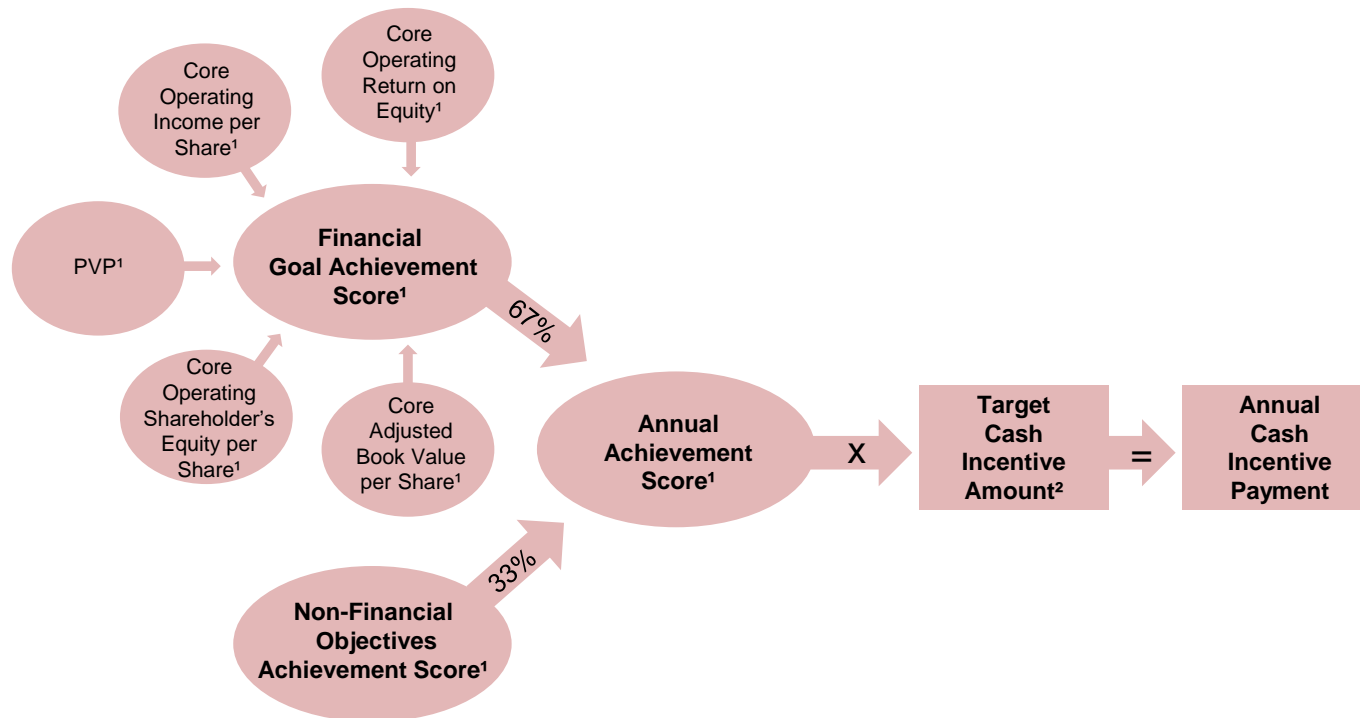 Core
Operating
Income per
Share¹
Core
Operating
Return on
Equity¹
PVP¹
Financial
Goal Achievement
Score¹
67%
Core
Operating
Shareholder’s
Equity per
Share¹
Core
Adjusted
Book Value
per Share¹
Annual
Achievement
Score¹
X
Target
Cash
Incentive
Amount²
=
Annual
Cash
Incentive
Payment
33%
Non-Financial
Objectives
Achievement Score¹